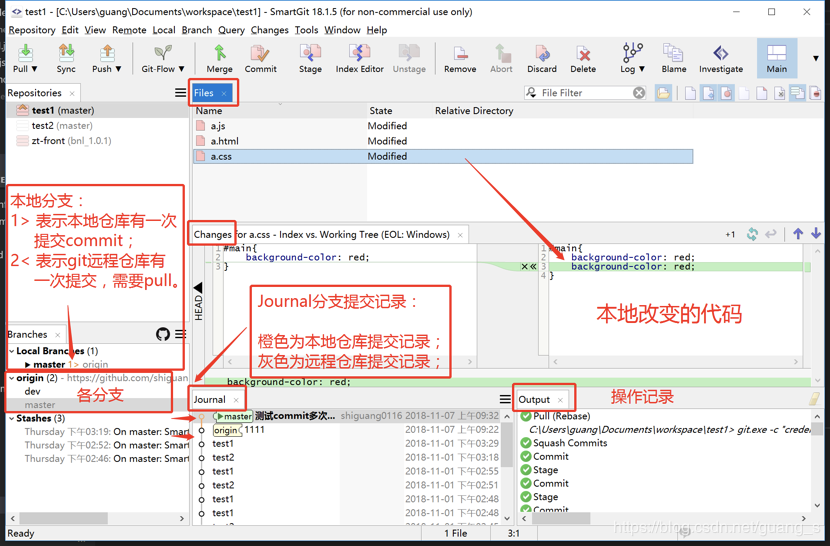 test1 - [C:\Users\guang\Documents\workspace\test1] - SmartGit 18.1.5 (for non-commercial use only)
Repository Edit View Remote Local Branch Query Changes Tools Window Help
Pull Sync Push Git-Flow Merge Commit Stage Index Editor Unstage Remove Abort Discard Delete Log Blame Investigate Main
Repositories
test1 (master)
test2 (master)
zt-front (bnl_1.0.1)
Files
File Filter
Name State Relative Directory
a.js Modified
a.html Modified
a.css Modified
本地分支：
1> 表示本地仓库有一次
提交commit；
2< 表示git远程仓库有
一次提交，需要pull。
Changes for a.css - Index vs. Working Tree (EOL: Windows)
+1
HEAD
1 #main{
2 background-color: red;
3 }
1 #main{
2 background-color: red;
3 background-color: red;
4 }
本地改变的代码
Journal分支提交记录：
橙色为本地仓库提交记录；
灰色为远程仓库提交记录；
background-color: red;
Branches
Local Branches (1)
master 1> origin
origin (2) - https://github.com/shiguan
dev
master
各分支
Stashes (3)
Thursday 下午03:19: On master: Smart
Thursday 下午02:52: On master: Smart
Thursday 下午02:46: On master: Smart
Journal
master 测试commit多次... shiguang0116 2018-11-07 上午09:32
origin 1111 2018-11-07 上午09:22
test1 2018-11-01 下午03:29
test2 2018-11-01 下午03:18
test1 2018-11-01 下午02:55
test2 2018-11-01 下午02:51
test1 2018-11-01 下午02:48
test1 2018-11-01 下午02:48
Output
操作记录
Pull (Rebase)
C:\Users\guang\Documents\workspace\test1> git.exe -c "creder
Squash Commits
Commit
Stage
Commit
Stage
Commit
Ready
1 File
3:1
https://blog.csdn.net/guang_s